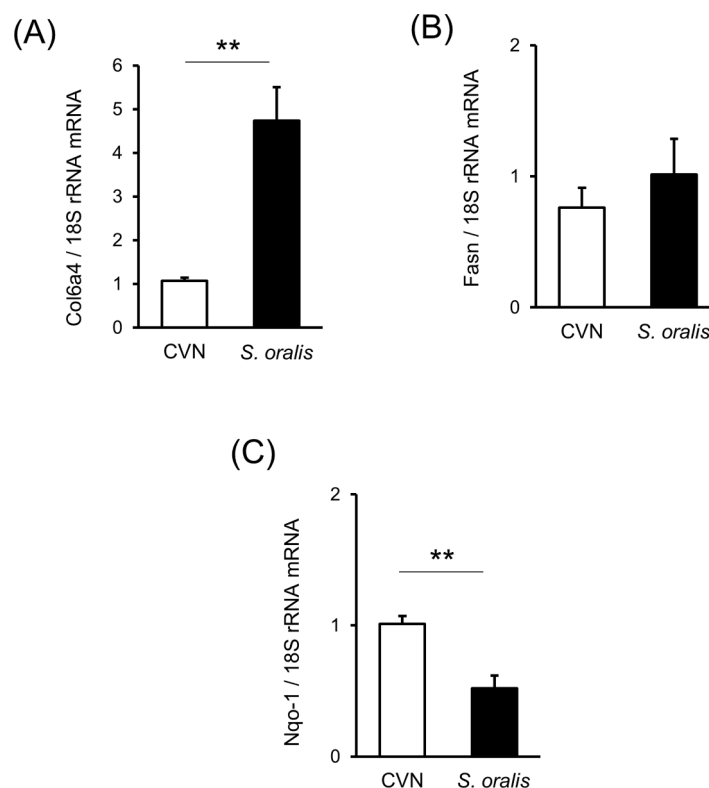 (A)
**
Col6a4 / 18S rRNA mRNA
6
5
4
3
2
1
0
CVN
S. oralis
(B)
Fasn / 18S rRNA mRNA
2
1
0
CVN
S. oralis
(C)
**
Nqo-1 / 18S rRNA mRNA
2
1
0
CVN
S. oralis